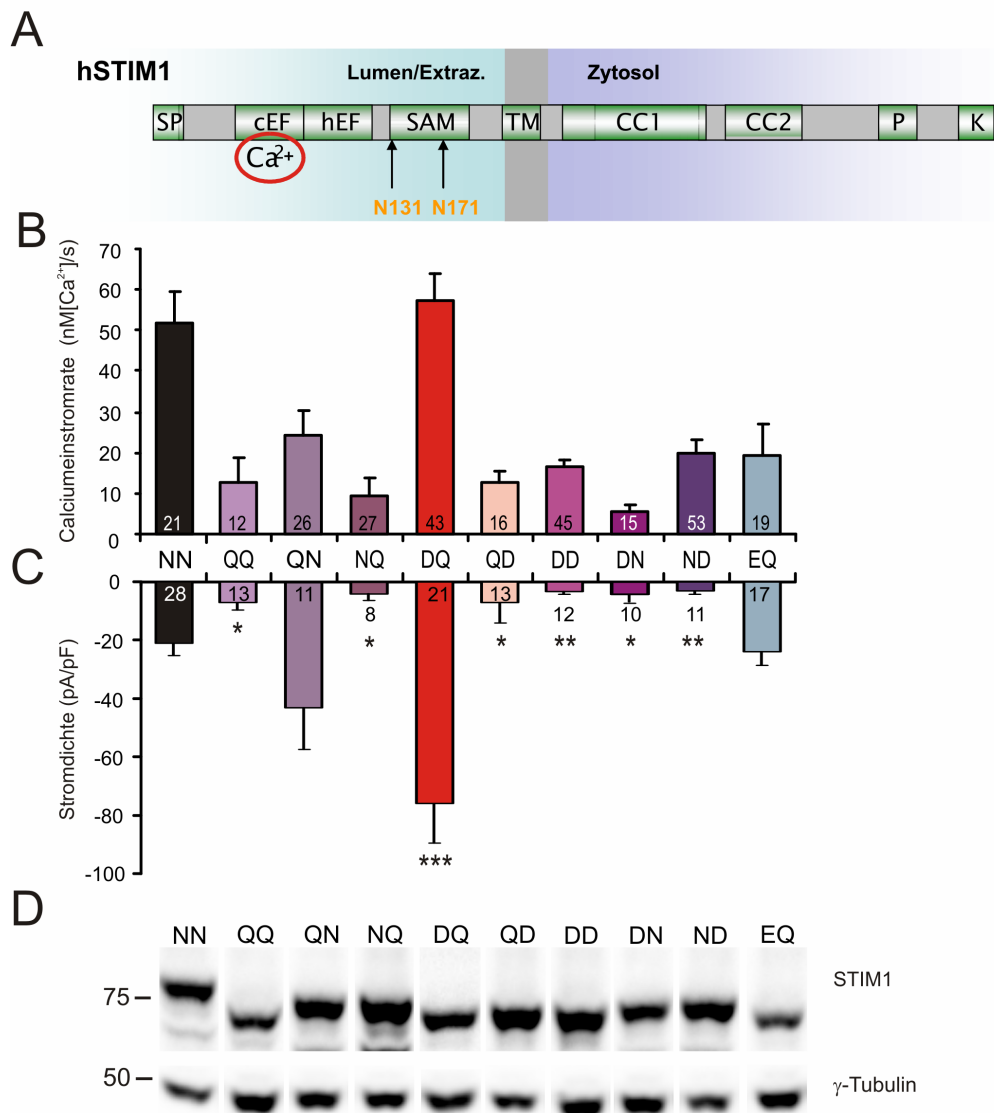 A
hSTIM1 Lumen/Extraz. Zytosol
SP cEF hEF SAM TM CC1 CC2 P K
Ca²⁺
N131 N171
B
Calciumeinstromrate (nM[Ca²⁺]/s)
70
60
50
40
30
20
10
0
21 12 26 27 43 16 45 15 53 19
NN QQ QN NQ DQ QD DD DN ND EQ
C
Stromdichte (pA/pF)
0
-20
-40
-60
-80
-100
28 13 11 8 21 13 12 10 11 17
* * * ** * **
***
D
NN QQ QN NQ DQ QD DD DN ND EQ
75 STIM1
50 γ-Tubulin